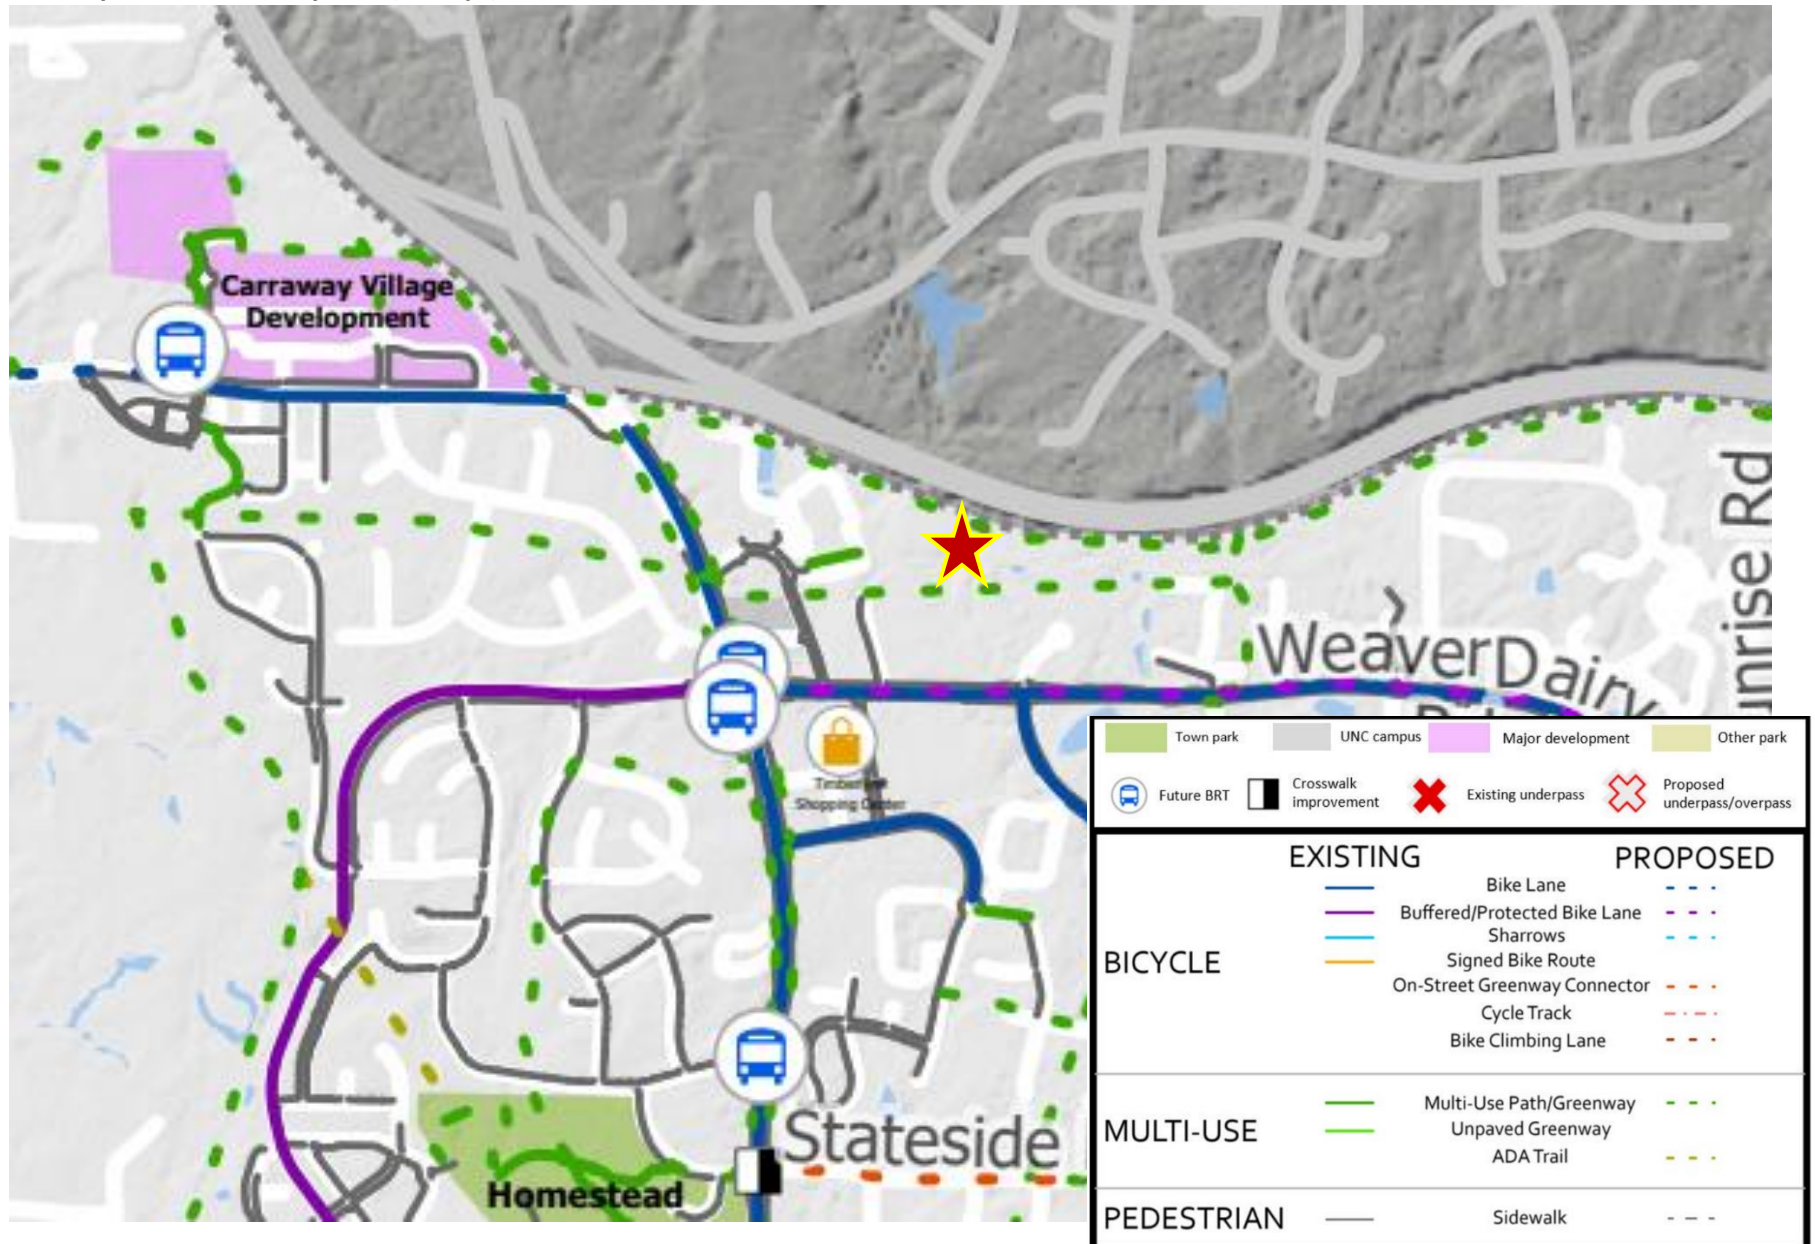 Carraway Village
Development
unrise Rd
WeaverDairy
Shopping Center
Stateside
Homestead
Town park
UNC campus
Major development
Other park
Future BRT
Crosswalk
improvement
Existing underpass
Proposed
underpass/overpass
EXISTING
PROPOSED
BICYCLE
Bike Lane
Buffered/Protected Bike Lane
Sharrows
Signed Bike Route
On-Street Greenway Connector
Cycle Track
Bike Climbing Lane
MULTI-USE
Multi-Use Path/Greenway
Unpaved Greenway
ADA Trail
PEDESTRIAN
Sidewalk